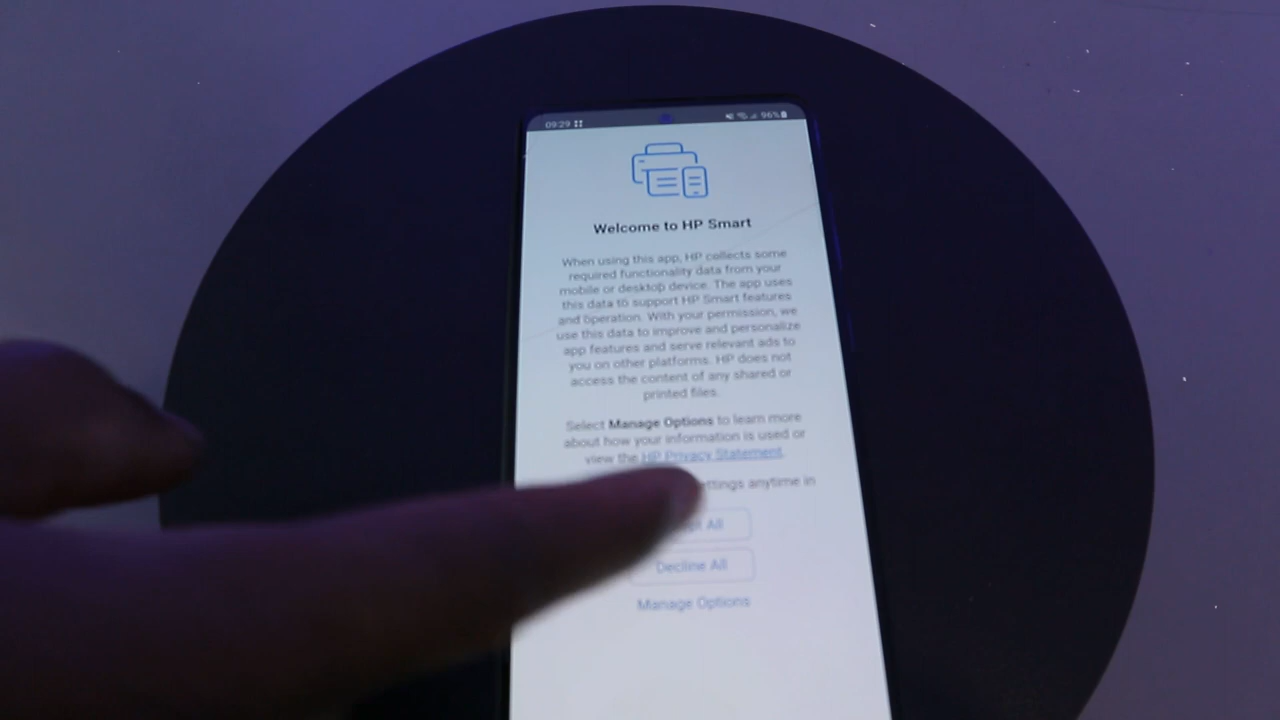 09:29
96%
Welcome to HP Smart
When using this app, HP collects some
required functionality data from your
mobile or desktop device. The app uses
this data to support HP Smart features
and operation. With your permission, we
use this data to improve and personalize
app features and serve relevant ads to
you on other platforms. HP does not
access the content of any shared or
printed files.
Select Manage Options to learn more
about how your information is used or
view the HP Privacy Statement.
anytime in
All
Decline All
Manage Options